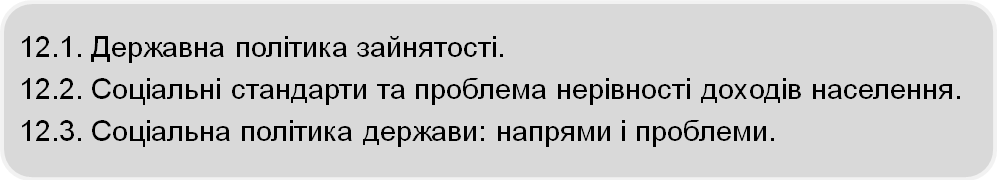 12.1. Державна політика зайнятості.
12.2. Соціальні стандарти та проблема нерівності доходів населення.
12.3. Соціальна політика держави: напрями і проблеми.